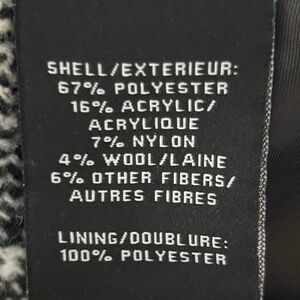 SHELL/EXTERIEUR:
67% POLYESTER
16% ACRYLIC/
ACRYLIQUE
7% NYLON
4% WOOL/LAINE
6% OTHER FIBERS/
AUTRES FIBRES
LINING/DOUBLURE:
100% POLYESTER